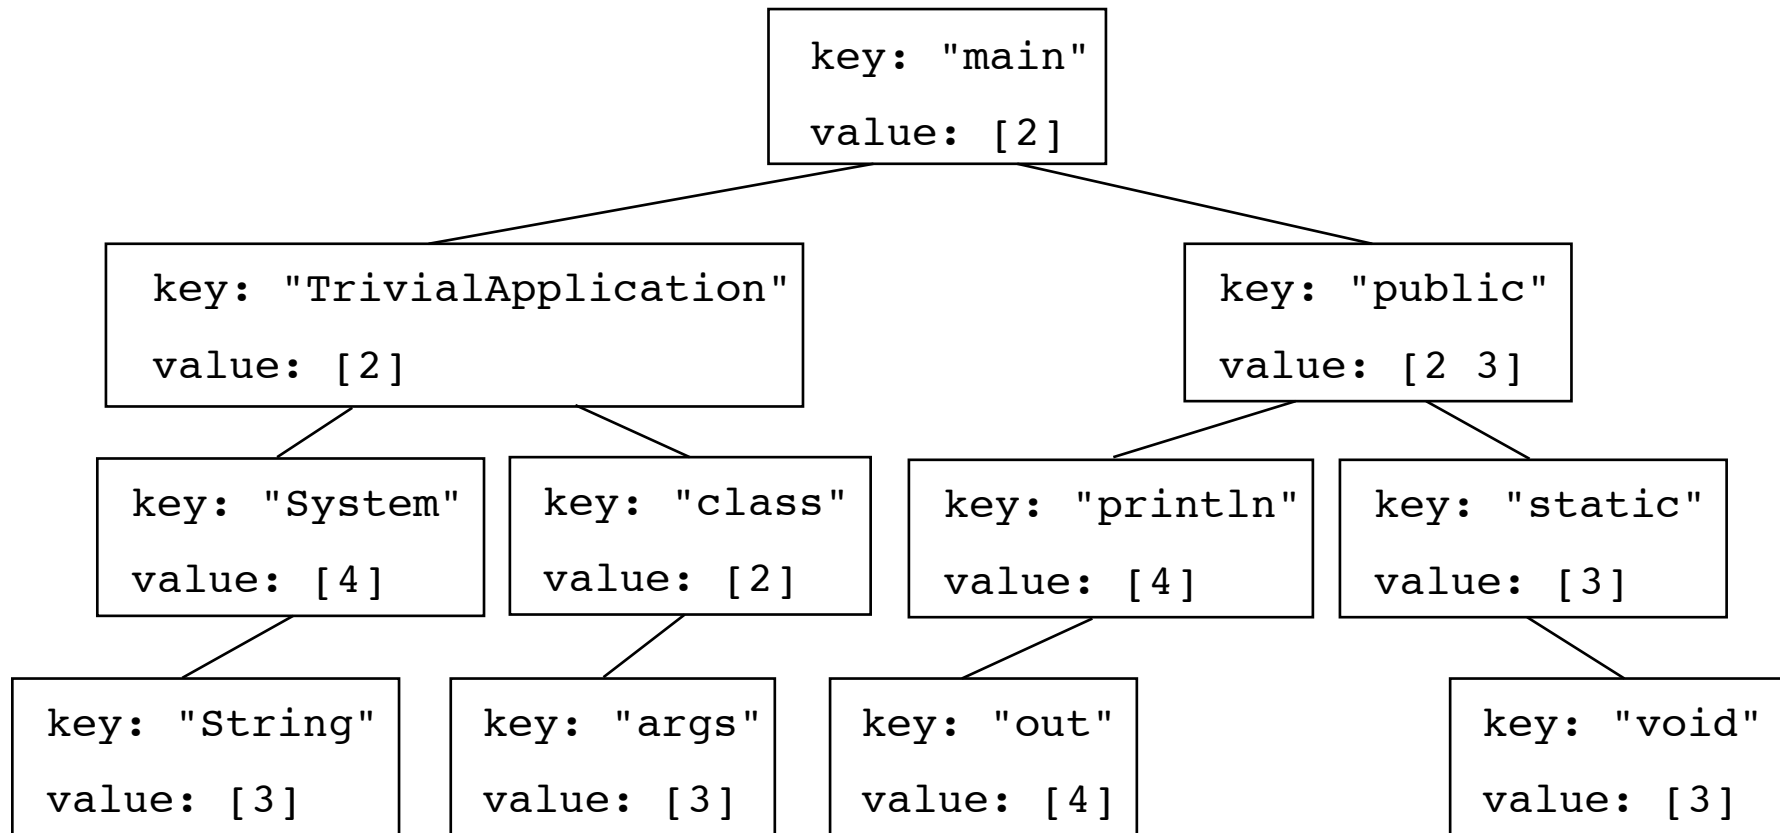 key: "main"
value: [2]
key: "TrivialApplication"
value: [2]
key: "public"
value: [2 3]
key: "System"
value: [4]
key: "class"
value: [2]
key: "println"
value: [4]
key: "static"
value: [3]
key: "String"
value: [3]
key: "args"
value: [3]
key: "out"
value: [4]
key: "void"
value: [3]